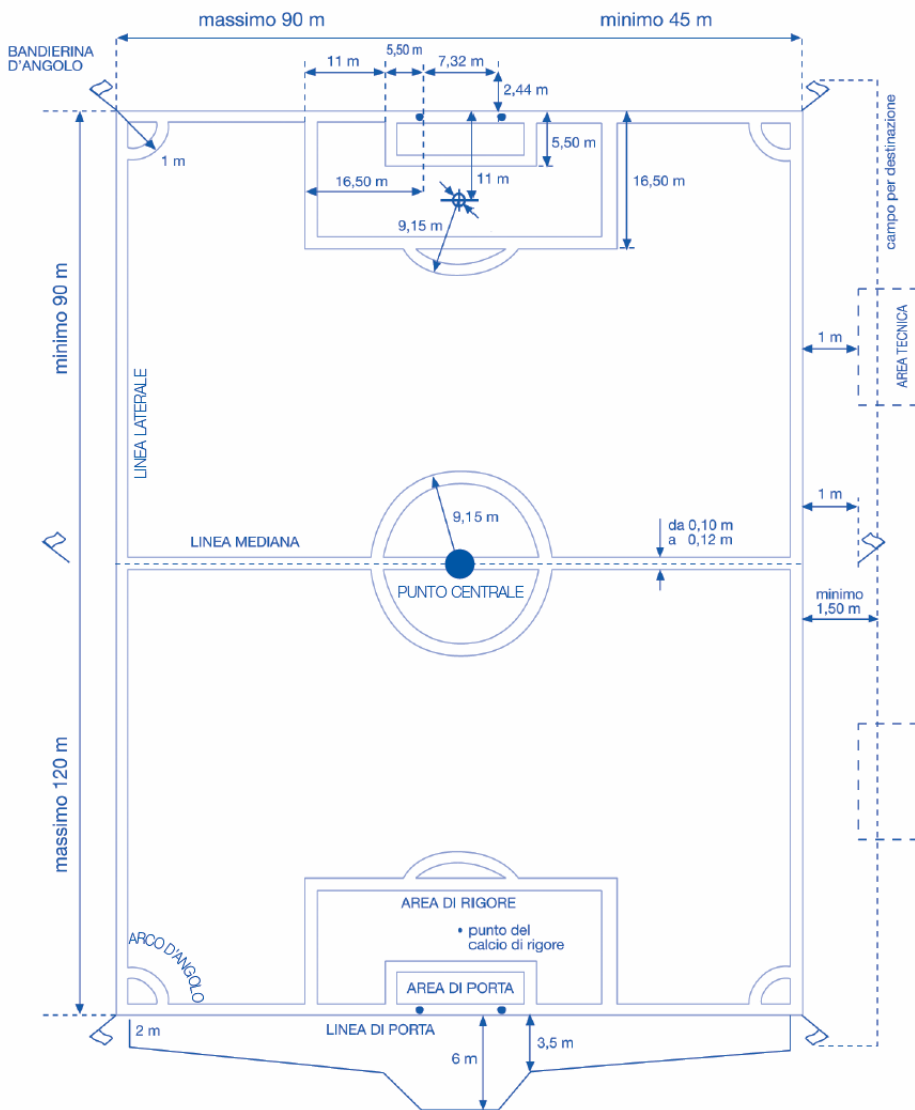 massimo 90 m
minimo 45 m
BANDIERINA
D'ANGOLO
5,50 m
11 m
7,32 m
2,44 m
1 m
5,50 m
11 m
16,50 m
16,50 m
9,15 m
campo per destinazione
minimo 90 m
1 m
AREA TECNICA
LINEA LATERALE
9,15 m
1 m
LINEA MEDIANA
da 0,10 m
a 0,12 m
PUNTO CENTRALE
minimo
1,50 m
massimo 120 m
AREA DI RIGORE
punto del
calcio di rigore
ARCO D'ANGOLO
AREA DI PORTA
2 m
LINEA DI PORTA
6 m
3,5 m